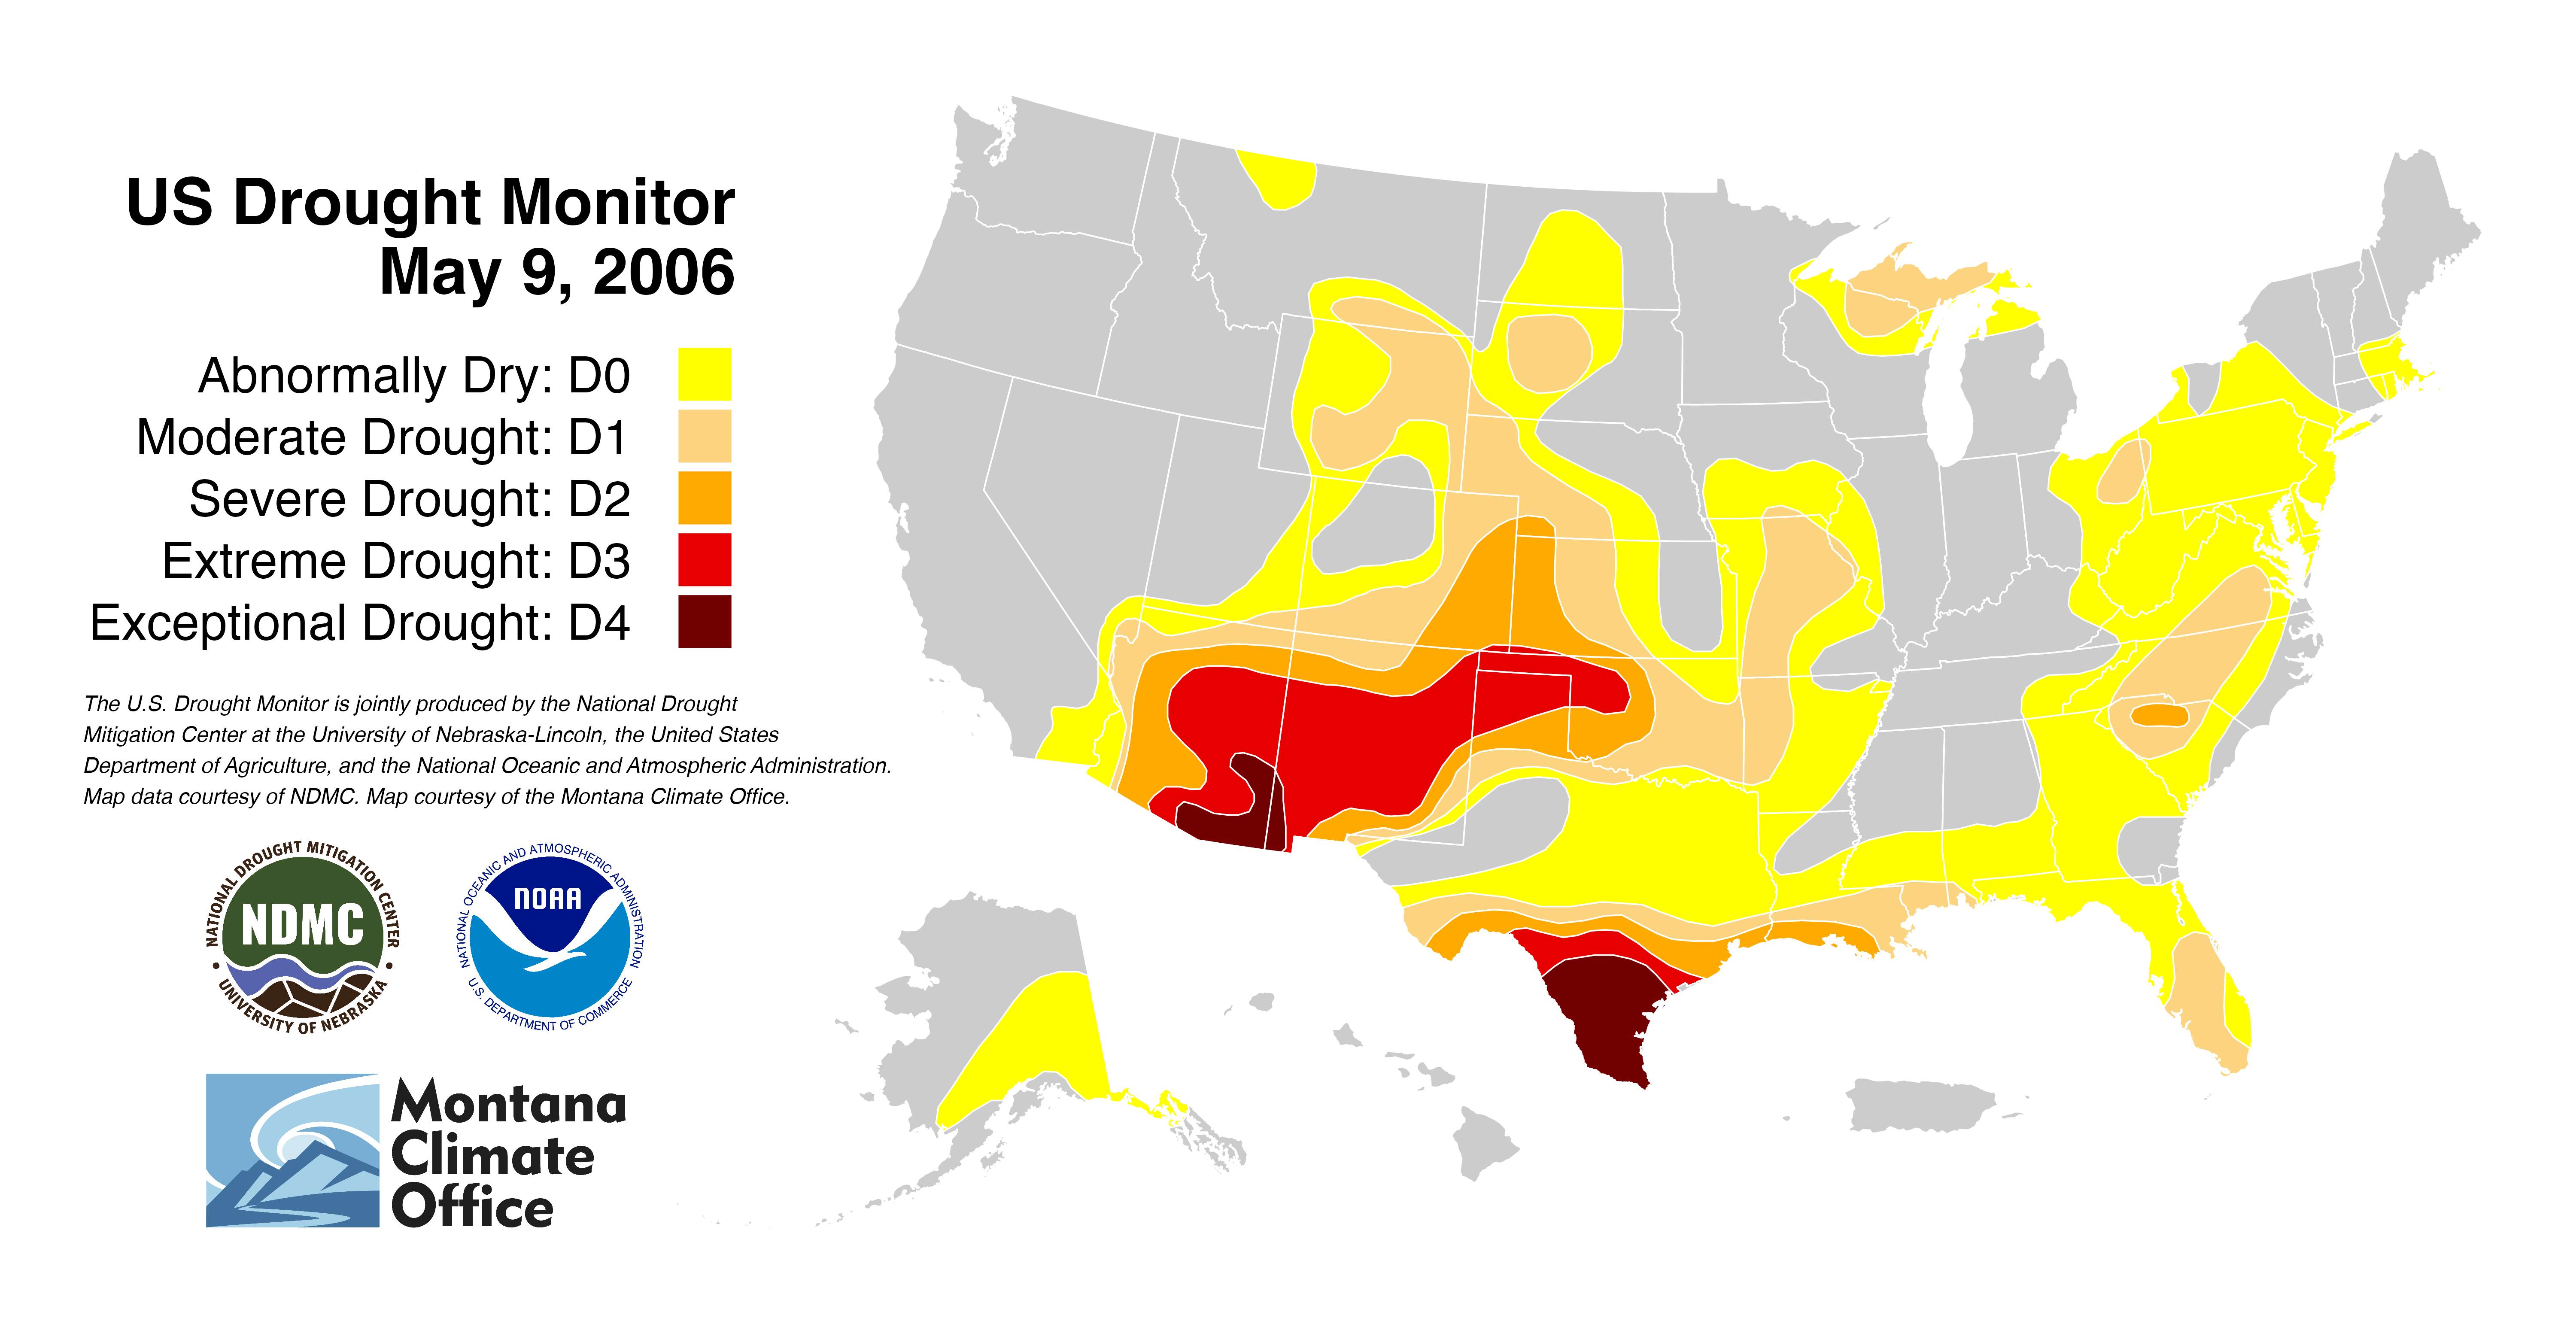 US Drought Monitor
May 9, 2006
Abnormally Dry: D0
Moderate Drought: D1
Severe Drought: D2
Extreme Drought: D3
Exceptional Drought: D4
The U.S. Drought Monitor is jointly produced by the National Drought
Mitigation Center at the University of Nebraska-Lincoln, the United States
Department of Agriculture, and the National Oceanic and Atmospheric Administration.
Map data courtesy of NDMC. Map courtesy of the Montana Climate Office.
NATIONAL DROUGHT MITIGATION CENTER
NDMC
UNIVERSITY OF NEBRASKA
NATIONAL OCEANIC AND ATMOSPHERIC ADMINISTRATION
NOAA
U.S. DEPARTMENT OF COMMERCE
Montana
Climate
Office